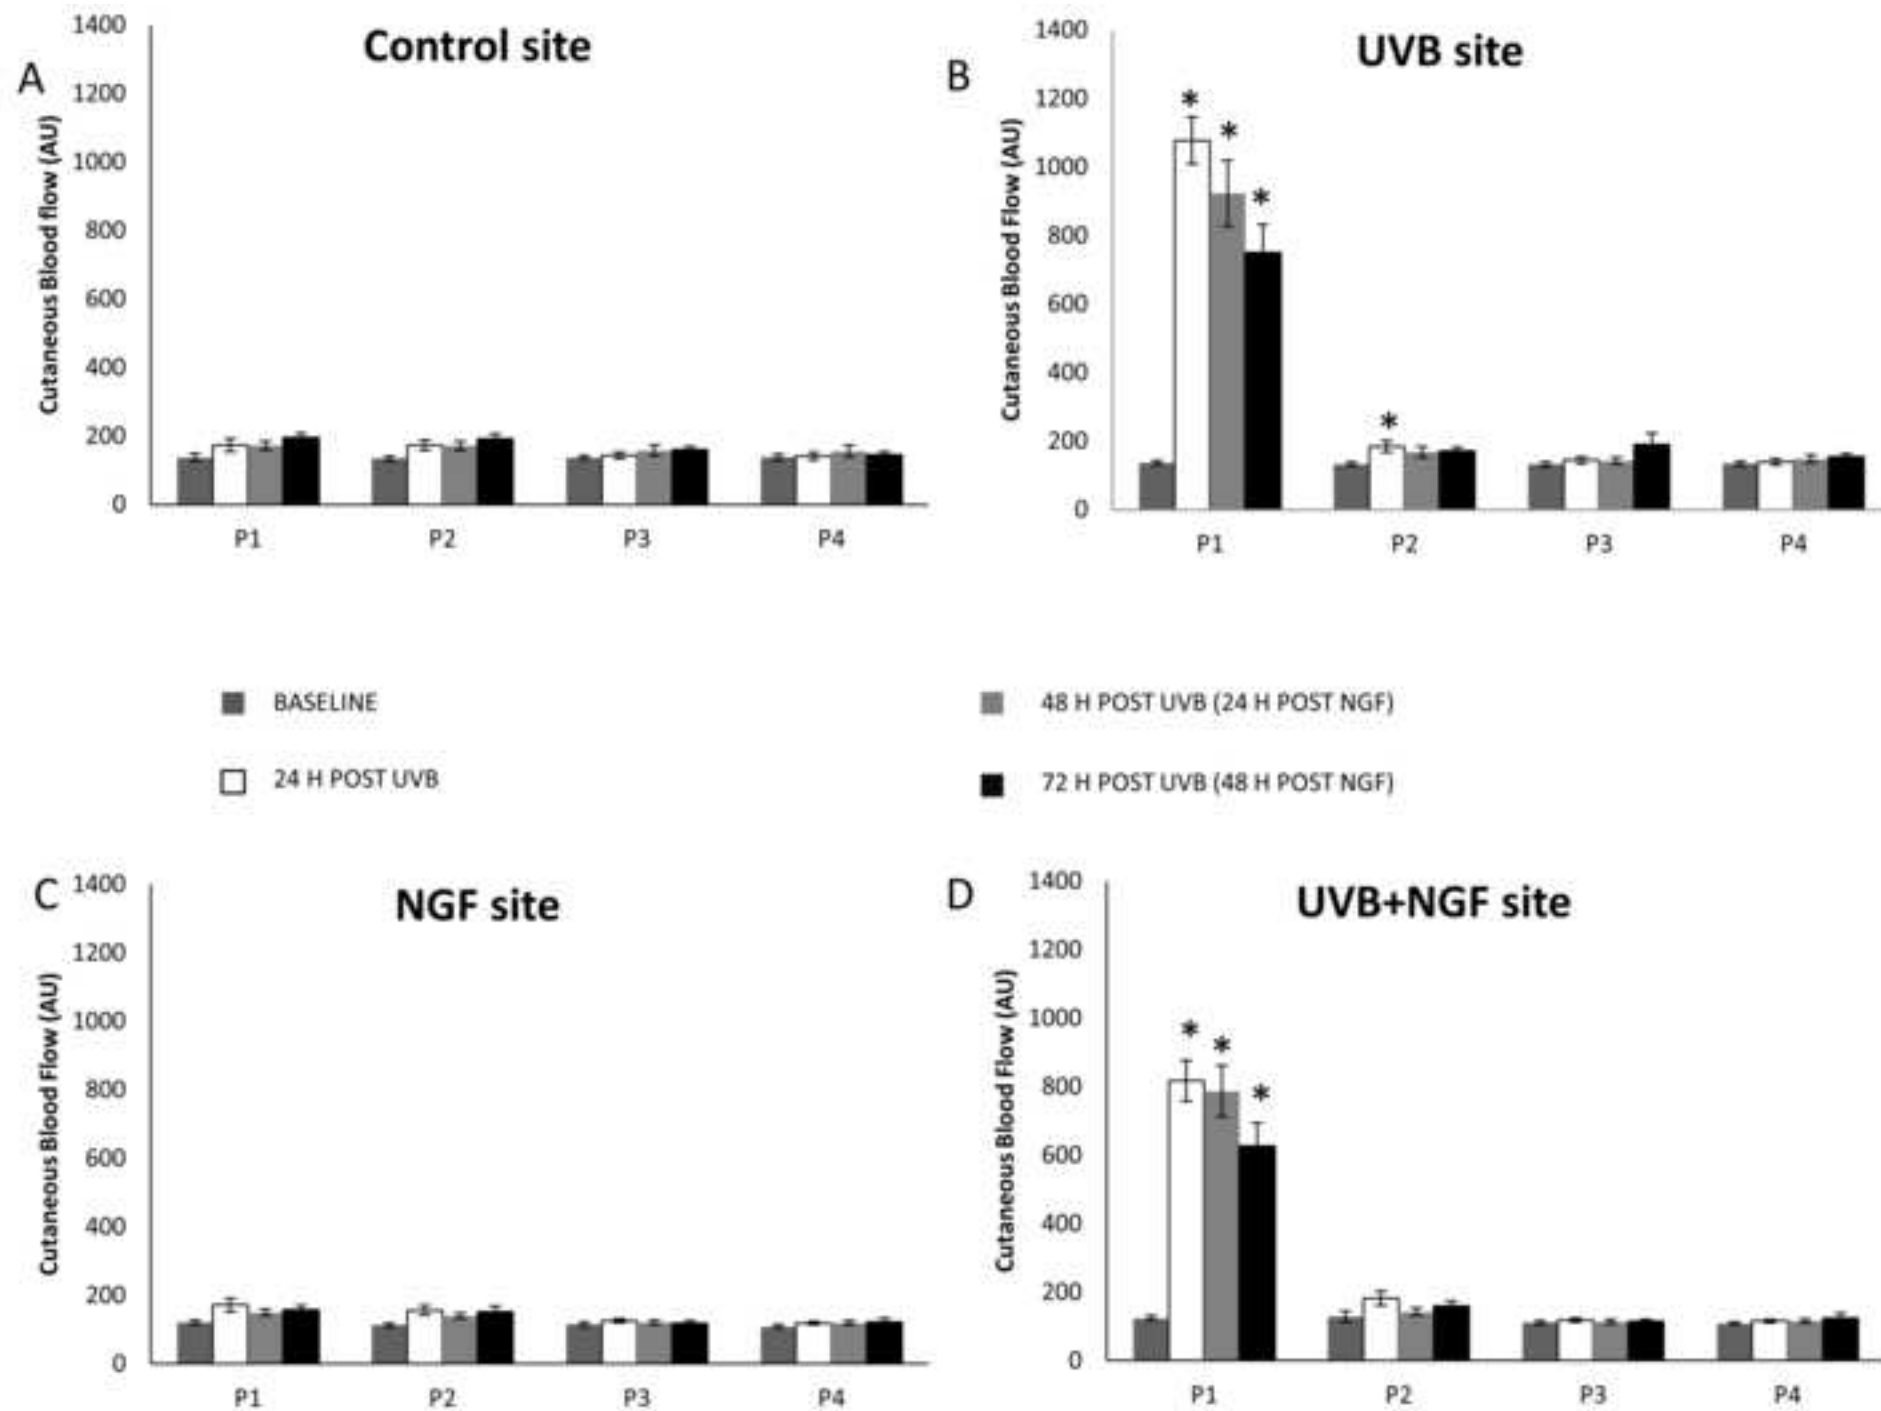 A
Control site
Cutaneous Blood flow (AU)
1400
1200
1000
800
600
400
200
0
P1 P2 P3 P4
B
UVB site
Cutaneous Blood Flow (AU)
1400
1200
1000
800
600
400
200
0
* * *
*
P1 P2 P3 P4
BASELINE
24 H POST UVB
48 H POST UVB (24 H POST NGF)
72 H POST UVB (48 H POST NGF)
C
NGF site
Cutaneous Blood Flow (AU)
1400
1200
1000
800
600
400
200
0
P1 P2 P3 P4
D
UVB+NGF site
Cutaneous Blood Flow (AU)
1400
1200
1000
800
600
400
200
0
* * *
P1 P2 P3 P4